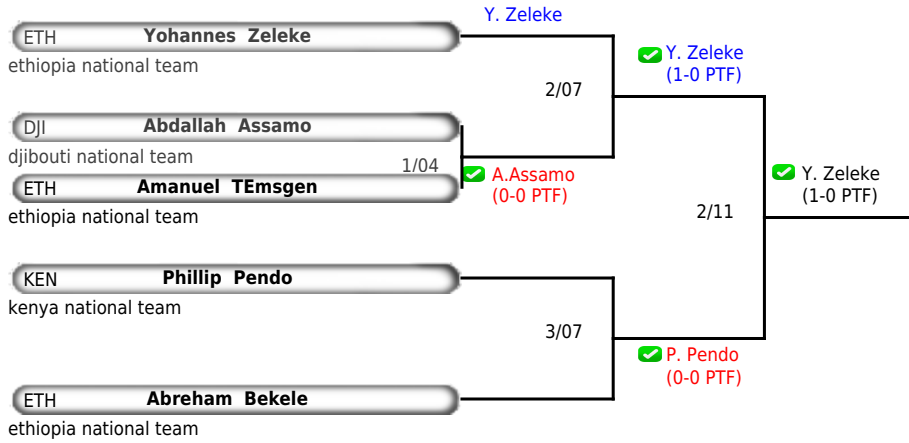 Y. Zeleke
ETH Yohannes Zeleke
ethiopia national team
Y. Zeleke
(1-0 PTF)
2/07
DJI Abdallah Assamo
djibouti national team
1/04
A.Assamo
(0-0 PTF)
ETH Amanuel TEmsgen
ethiopia national team
Y. Zeleke
(1-0 PTF)
2/11
KEN Phillip Pendo
kenya national team
3/07
P. Pendo
(0-0 PTF)
ETH Abreham Bekele
ethiopia national team